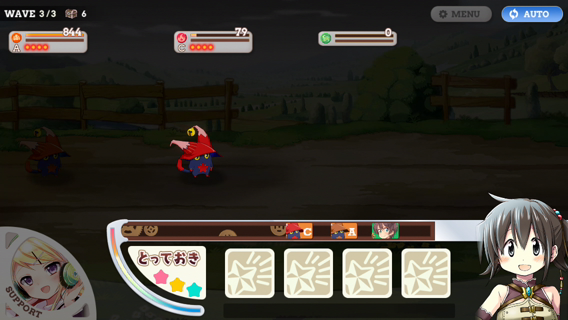 WAVE 3/3 6
MENU
AUTO
844
A
79
C
0
C
A
とっておき
SUPPORT